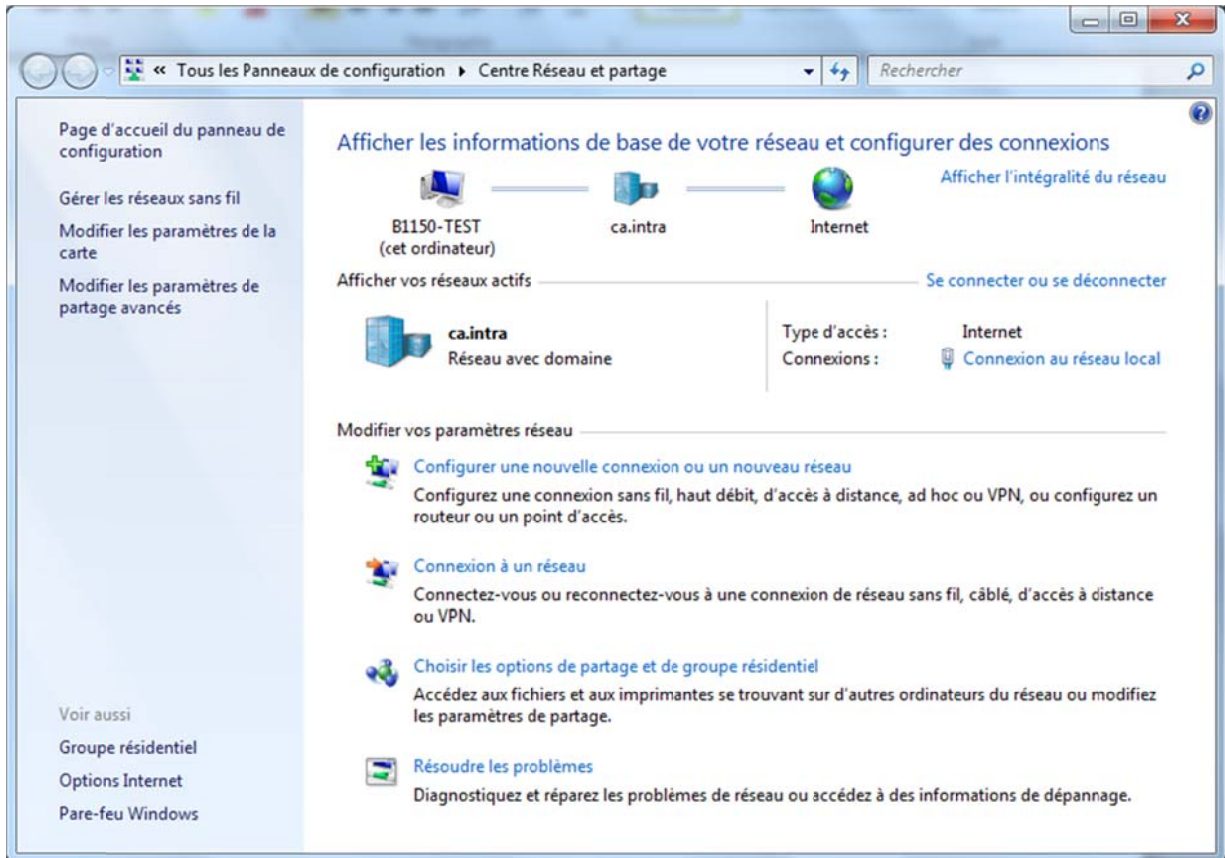 « Tous les Panneaux de configuration ▸ Centre Réseau et partage
Rechercher
Page d'accueil du panneau de
configuration
Gérer les réseaux sans fil
Modifier les paramètres de la
carte
Modifier les paramètres de
partage avancés
Voir aussi
Groupe résidentiel
Options Internet
Pare-feu Windows
Afficher les informations de base de votre réseau et configurer des connexions
Afficher l'intégralité du réseau
B1150-TEST
(cet ordinateur)
ca.intra
Internet
Afficher vos réseaux actifs
Se connecter ou se déconnecter
ca.intra
Réseau avec domaine
Type d'accès : Internet
Connexions : Connexion au réseau local
Modifier vos paramètres réseau
Configurer une nouvelle connexion ou un nouveau réseau
Configurez une connexion sans fil, haut débit, d'accès à distance, ad hoc ou VPN, ou configurez un
routeur ou un point d'accès.
Connexion à un réseau
Connectez-vous ou reconnectez-vous à une connexion de réseau sans fil, câblé, d'accès à distance
ou VPN.
Choisir les options de partage et de groupe résidentiel
Accédez aux fichiers et aux imprimantes se trouvant sur d'autres ordinateurs du réseau ou modifiez
les paramètres de partage.
Résoudre les problèmes
Diagnostiquez et réparez les problèmes de réseau ou accédez à des informations de dépannage.